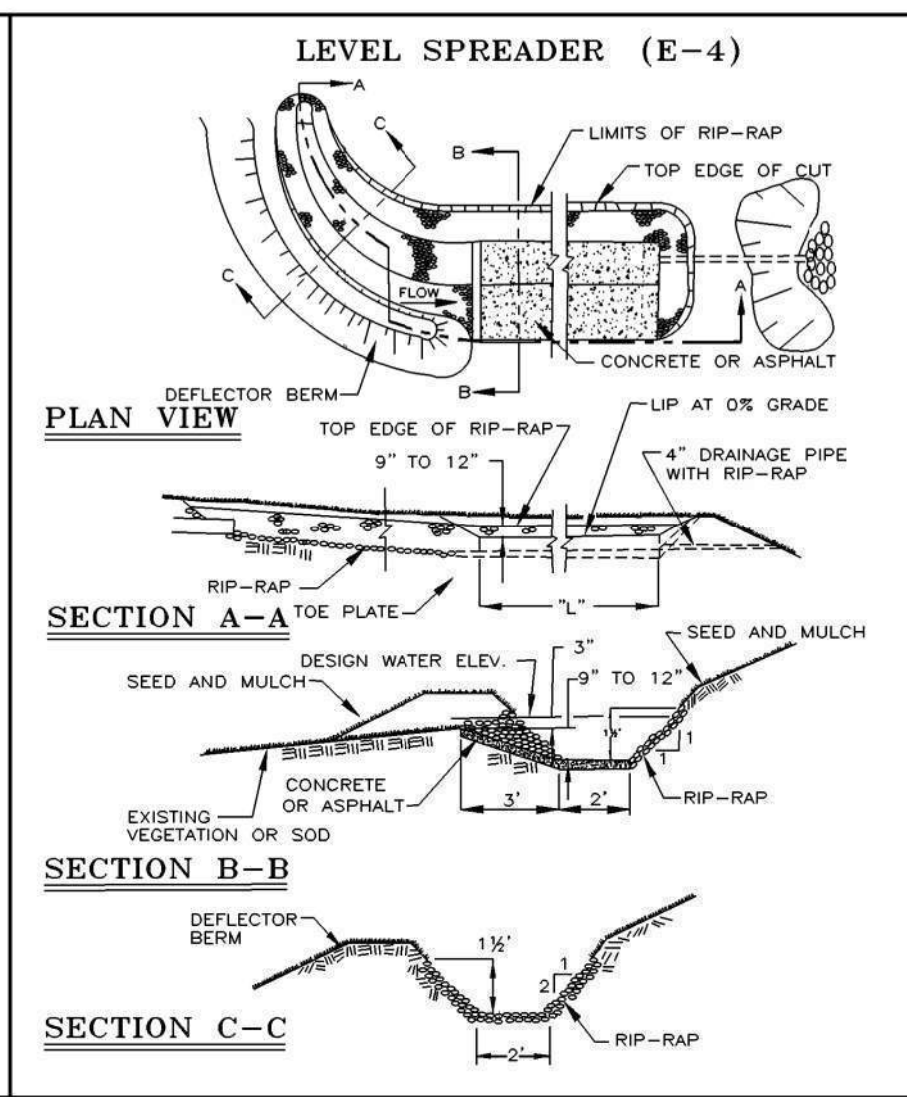 LEVEL SPREADER (E-4)
A
C
B
LIMITS OF RIP-RAP
TOP EDGE OF CUT
C
FLOW
A
CONCRETE OR ASPHALT
DEFLECTOR BERM
B
PLAN VIEW
LIP AT 0% GRADE
TOP EDGE OF RIP-RAP
9" TO 12"
4" DRAINAGE PIPE
WITH RIP-RAP
RIP-RAP
TOE PLATE
"L"
SECTION A-A
SEED AND MULCH
DESIGN WATER ELEV.
3"
SEED AND MULCH
9" TO 12"
1½'
1
1
CONCRETE
OR ASPHALT
3'
2'
RIP-RAP
EXISTING
VEGETATION OR SOD
SECTION B-B
DEFLECTOR
BERM
1½'
1
2
RIP-RAP
2'
SECTION C-C